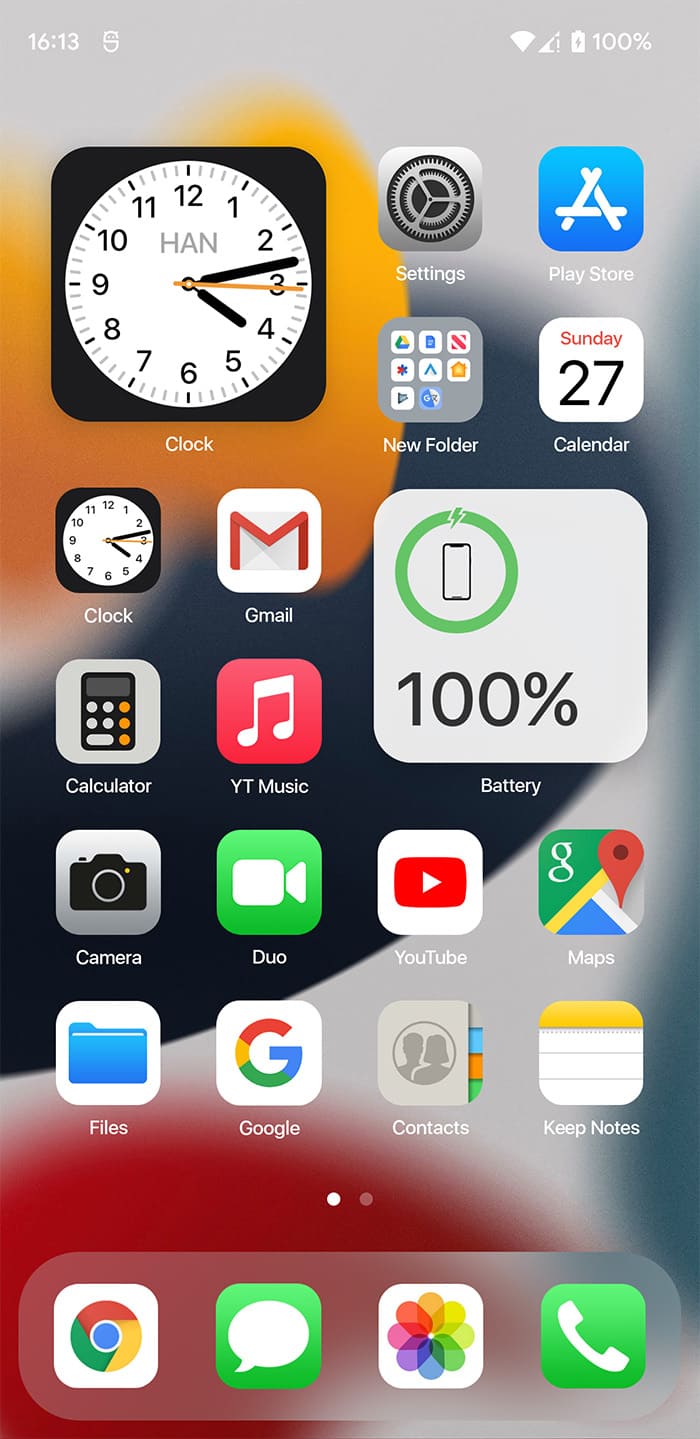 16:13
100%
12
11
1
10
HAN
2
9
3
8
4
7
5
6
Settings
Play Store
Sunday
27
Clock
New Folder
Calendar
12
11
1
10
2
9
3
8
4
7
5
6
Clock
Gmail
100%
Calculator
YT Music
Battery
g
Camera
Duo
YouTube
Maps
G
Files
Google
Contacts
Keep Notes